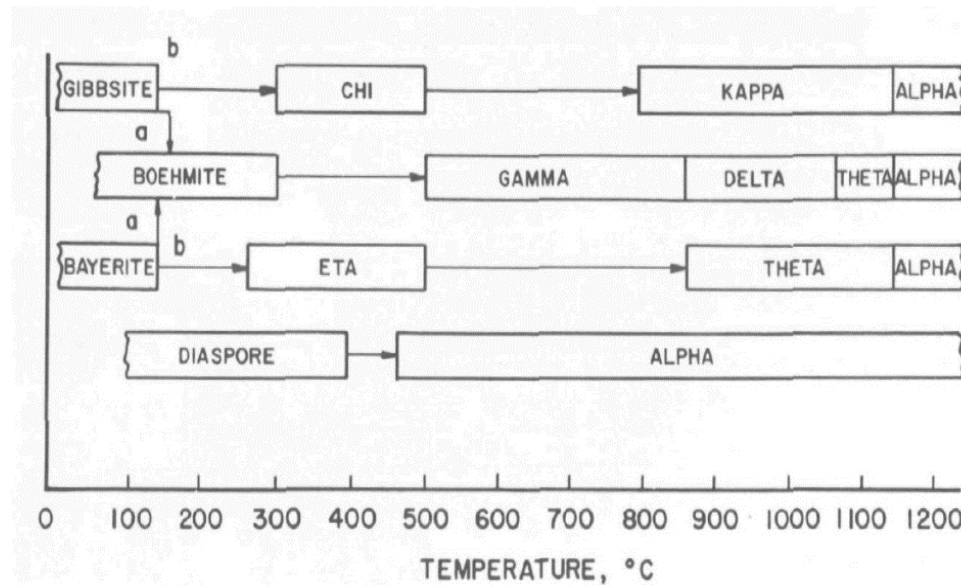 b
GIBBSITE CHI KAPPA ALPHA
a
BOEHMITE GAMMA DELTA THETA ALPHA
a
b
BAYERITE ETA THETA ALPHA
DIASPORE ALPHA
0 100 200 300 400 500 600 700 800 900 1000 1100 1200
TEMPERATURE, °C